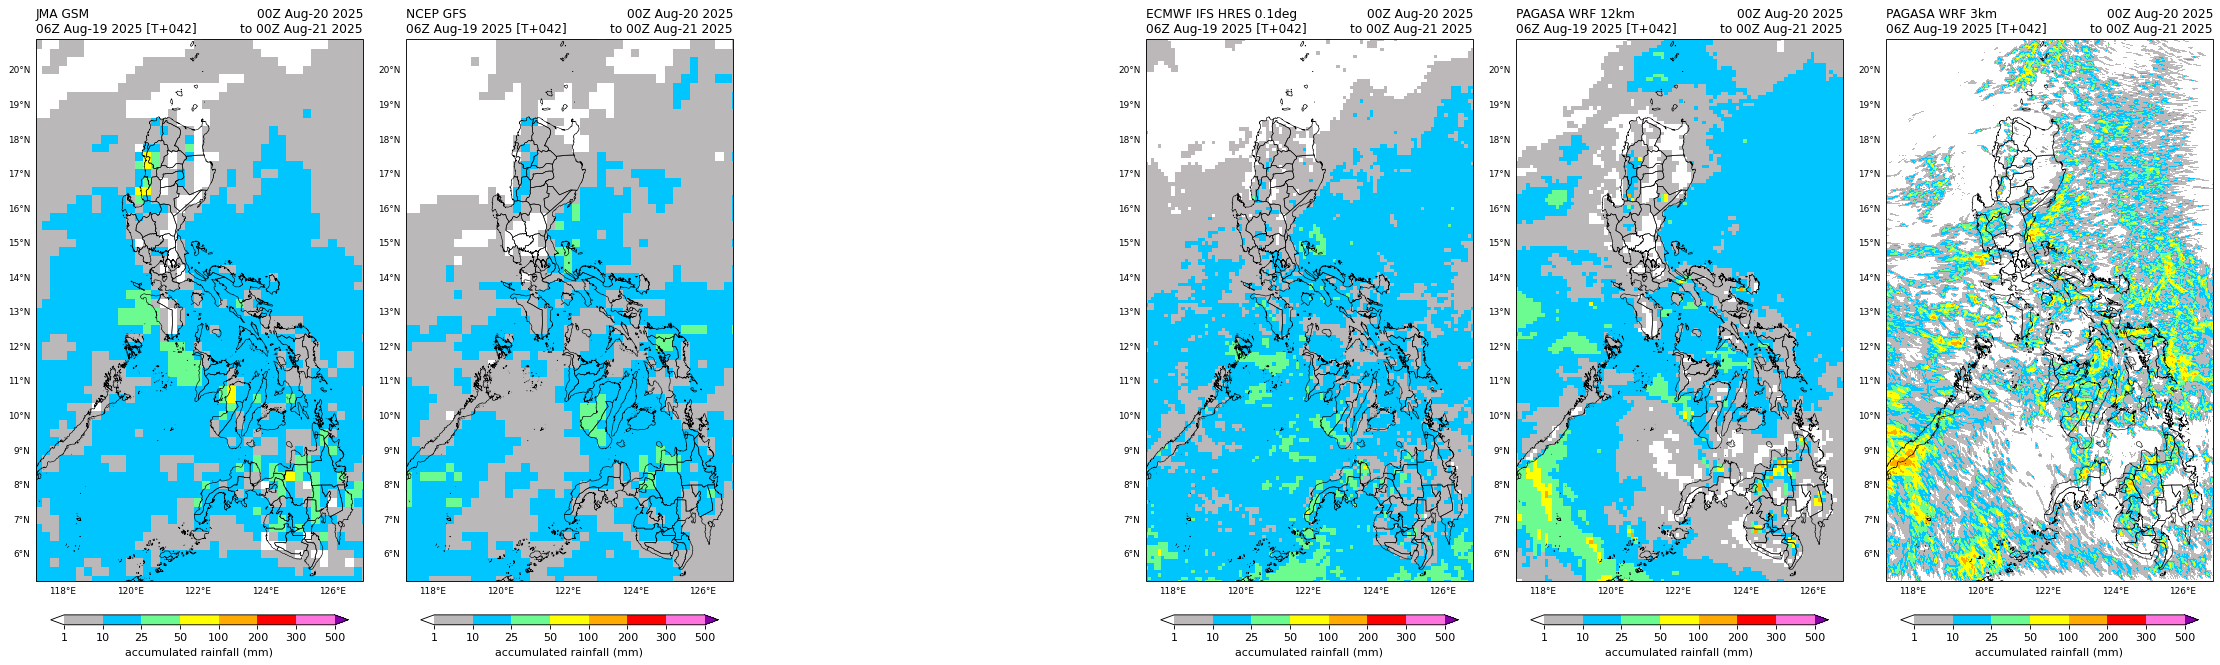 JMA GSM 00Z Aug-20 2025
06Z Aug-19 2025 [T+042] to 00Z Aug-21 2025
20°N
19°N
18°N
17°N
16°N
15°N
14°N
13°N
12°N
11°N
10°N
9°N
8°N
7°N
6°N
118°E 120°E 122°E 124°E 126°E
1 10 25 50 100 200 300 500
accumulated rainfall (mm)
NCEP GFS 00Z Aug-20 2025
06Z Aug-19 2025 [T+042] to 00Z Aug-21 2025
20°N
19°N
18°N
17°N
16°N
15°N
14°N
13°N
12°N
11°N
10°N
9°N
8°N
7°N
6°N
118°E 120°E 122°E 124°E 126°E
1 10 25 50 100 200 300 500
accumulated rainfall (mm)
ECMWF IFS HRES 0.1deg 00Z Aug-20 2025
06Z Aug-19 2025 [T+042] to 00Z Aug-21 2025
20°N
19°N
18°N
17°N
16°N
15°N
14°N
13°N
12°N
11°N
10°N
9°N
8°N
7°N
6°N
118°E 120°E 122°E 124°E 126°E
1 10 25 50 100 200 300 500
accumulated rainfall (mm)
PAGASA WRF 12km 00Z Aug-20 2025
06Z Aug-19 2025 [T+042] to 00Z Aug-21 2025
20°N
19°N
18°N
17°N
16°N
15°N
14°N
13°N
12°N
11°N
10°N
9°N
8°N
7°N
6°N
118°E 120°E 122°E 124°E 126°E
1 10 25 50 100 200 300 500
accumulated rainfall (mm)
PAGASA WRF 3km 00Z Aug-20 2025
06Z Aug-19 2025 [T+042] to 00Z Aug-21 2025
20°N
19°N
18°N
17°N
16°N
15°N
14°N
13°N
12°N
11°N
10°N
9°N
8°N
7°N
6°N
118°E 120°E 122°E 124°E 126°E
1 10 25 50 100 200 300 500
accumulated rainfall (mm)